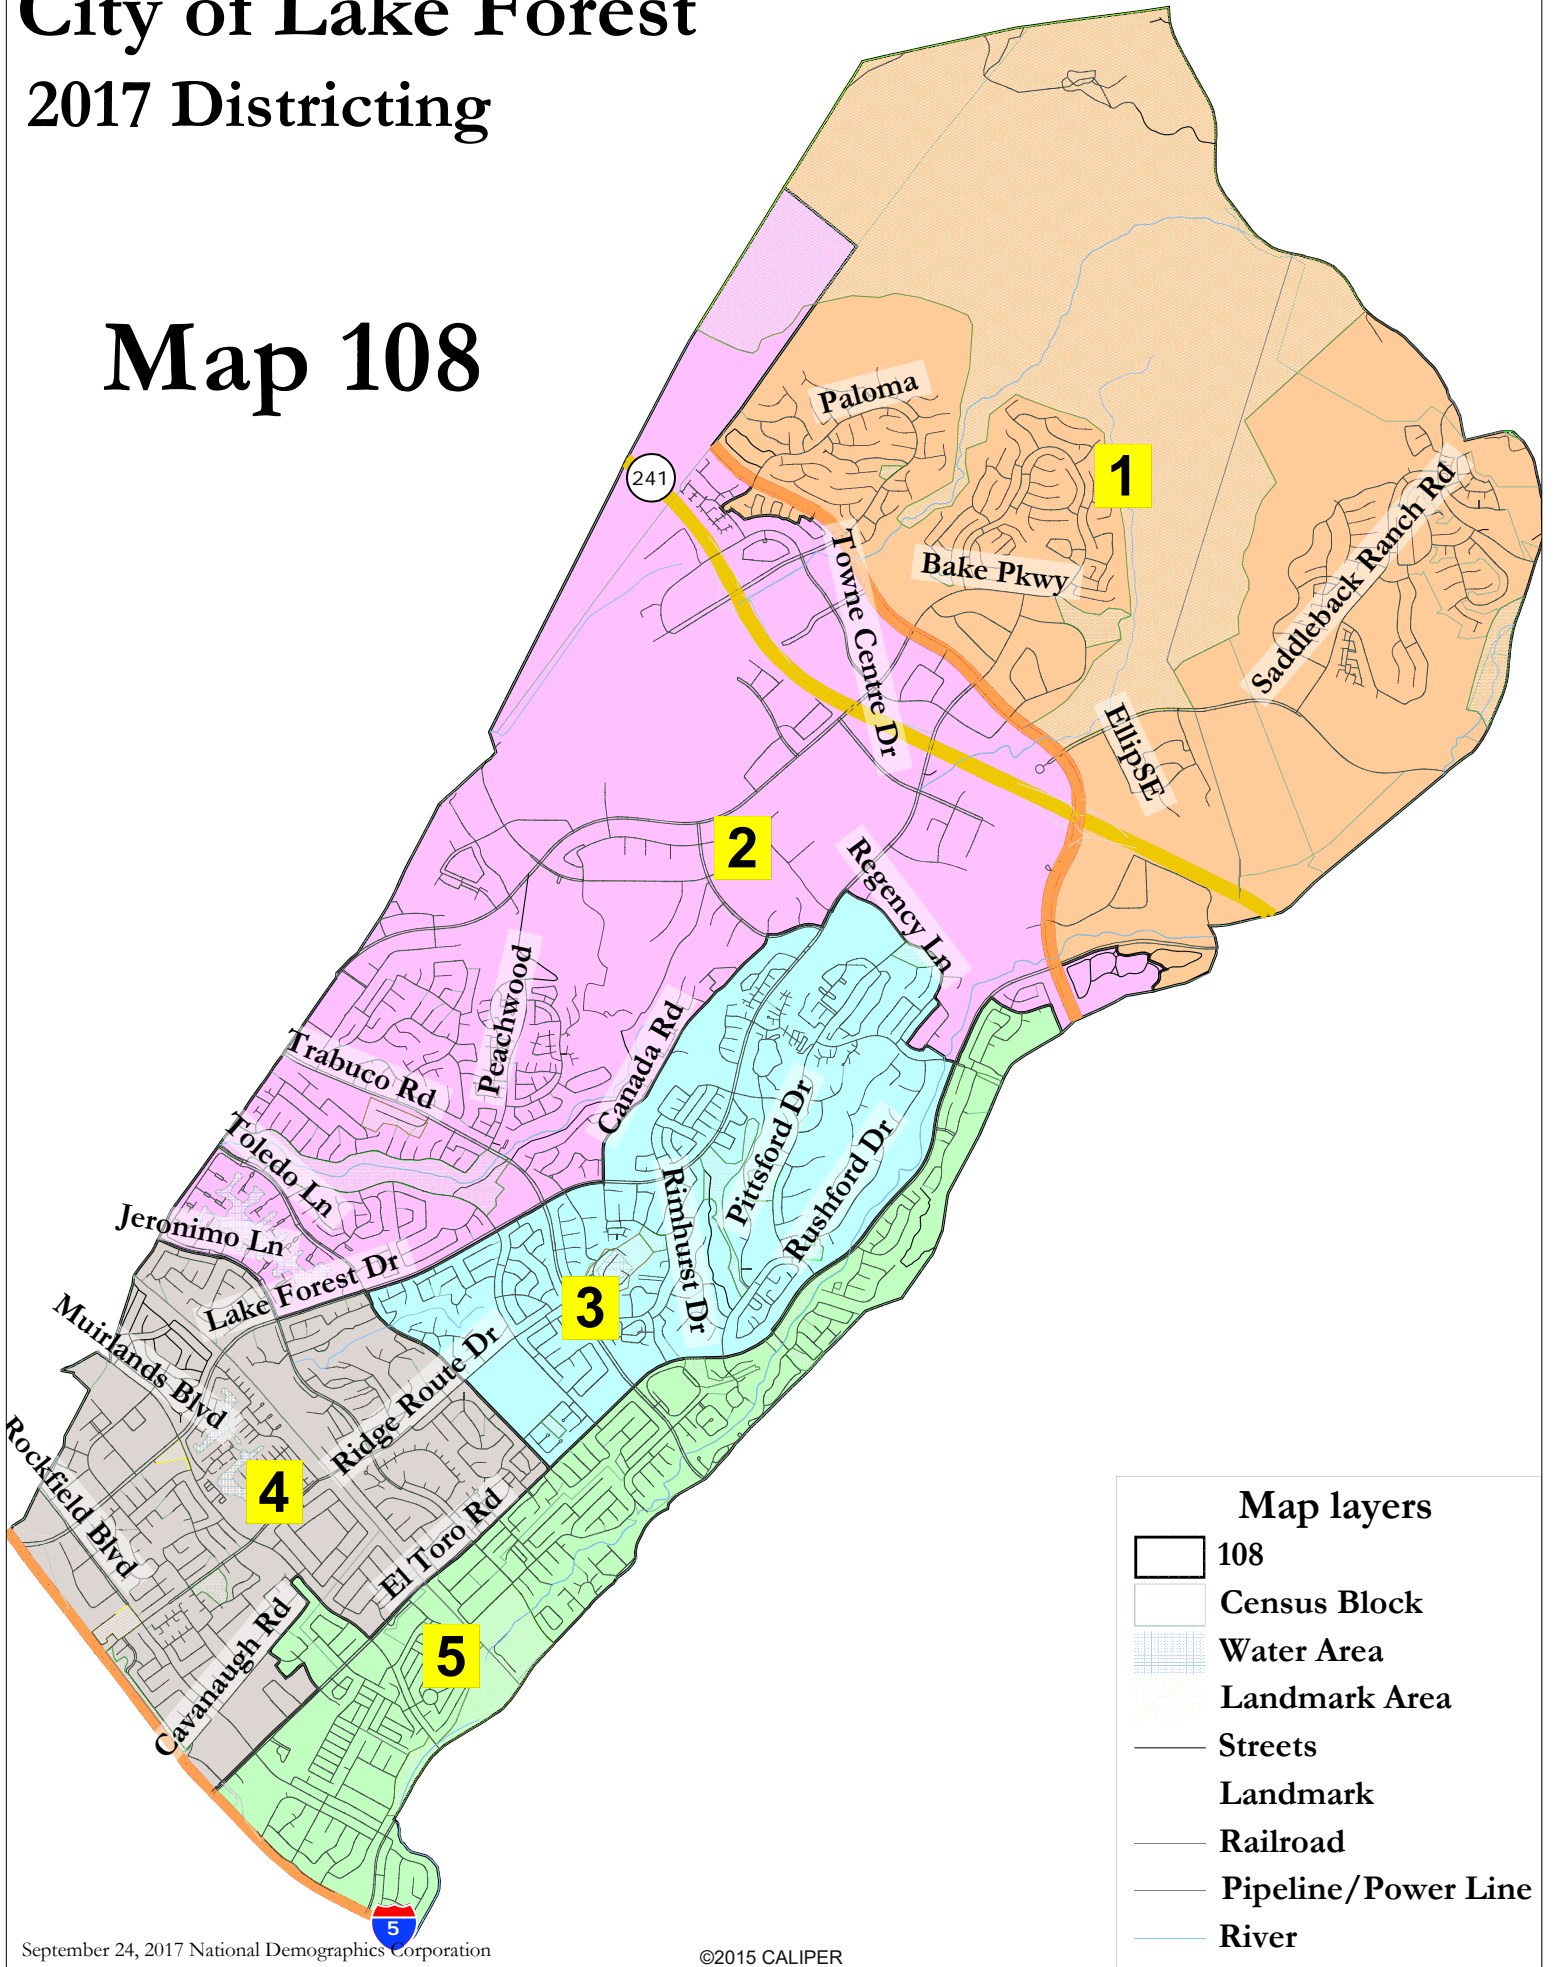 City of Lake Forest
2017 Districting
Map 108
Paloma
241
1
Saddleback Ranch Rd
Towne Centre Dr
Bake Pkwy
EllipSE
2
Regency Ln
Peachwood
Canada Rd
Trabuco Rd
Toledo Ln
Pittsford Dr
Rushford Dr
Rimhurst Dr
Jeronimo Ln
Lake Forest Dr
3
Muirlands Blvd
Ridge Route Dr
Rockfield Blvd
4
El Toro Rd
Cavanaugh Rd
5
5
Map layers
108
Census Block
Water Area
Landmark Area
Streets
Landmark
Railroad
Pipeline/Power Line
River
September 24, 2017 National Demographics Corporation
©2015 CALIPER